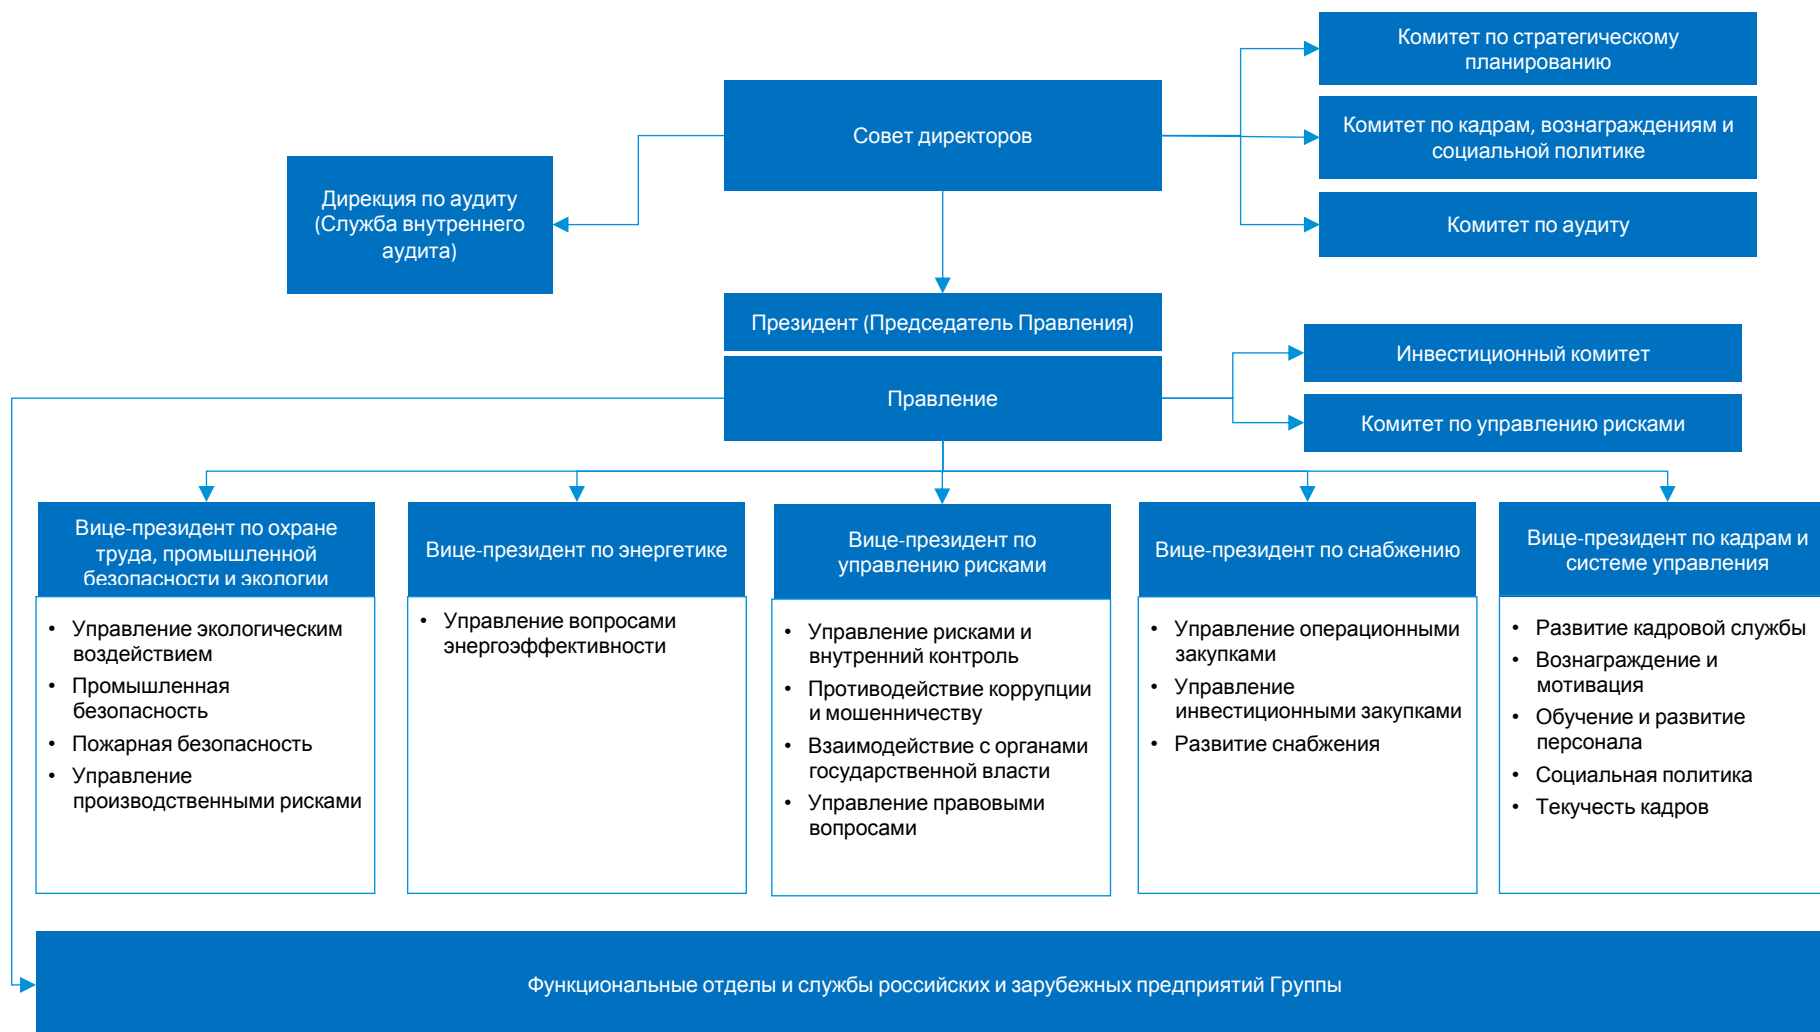 Комитет по стратегическому
планированию
Совет директоров
Комитет по кадрам, вознаграждениям и
социальной политике
Дирекция по аудиту
(Служба внутреннего
аудита)
Комитет по аудиту
Президент (Председатель Правления)
Правление
Инвестиционный комитет
Комитет по управлению рисками
Вице-президент по охране
труда, промышленной
безопасности и экологии
• Управление экологическим
воздействием
• Промышленная
безопасность
• Пожарная безопасность
• Управление
производственными рисками
Вице-президент по энергетике
• Управление вопросами
энергоэффективности
Вице-президент по
управлению рисками
• Управление рисками и
внутренний контроль
• Противодействие коррупции
и мошенничеству
• Взаимодействие с органами
государственной власти
• Управление правовыми
вопросами
Вице-президент по снабжению
• Управление операционными
закупками
• Управление
инвестиционными закупками
• Развитие снабжения
Вице-президент по кадрам и
системе управления
• Развитие кадровой службы
• Вознаграждение и
мотивация
• Обучение и развитие
персонала
• Социальная политика
• Текучесть кадров
Функциональные отделы и службы российских и зарубежных предприятий Группы